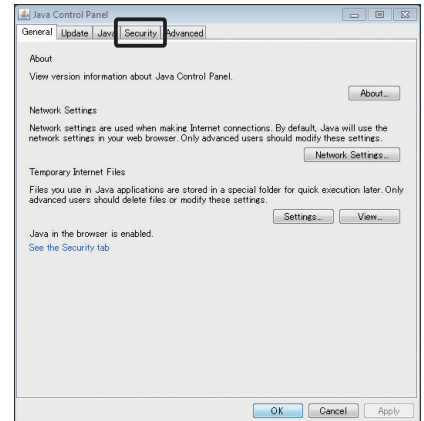 Java Control Panel
General Update Java Security Advanced
About
View version information about Java Control Panel.
About...
Network Settings
Network settings are used when making Internet connections. By default, Java will use the
network settings in your web browser. Only advanced users should modify these settings.
Network Settings...
Temporary Internet Files
Files you use in Java applications are stored in a special folder for quick execution later. Only
advanced users should delete files or modify these settings.
Settings... View...
Java in the browser is enabled.
See the Security tab
OK Cancel Apply